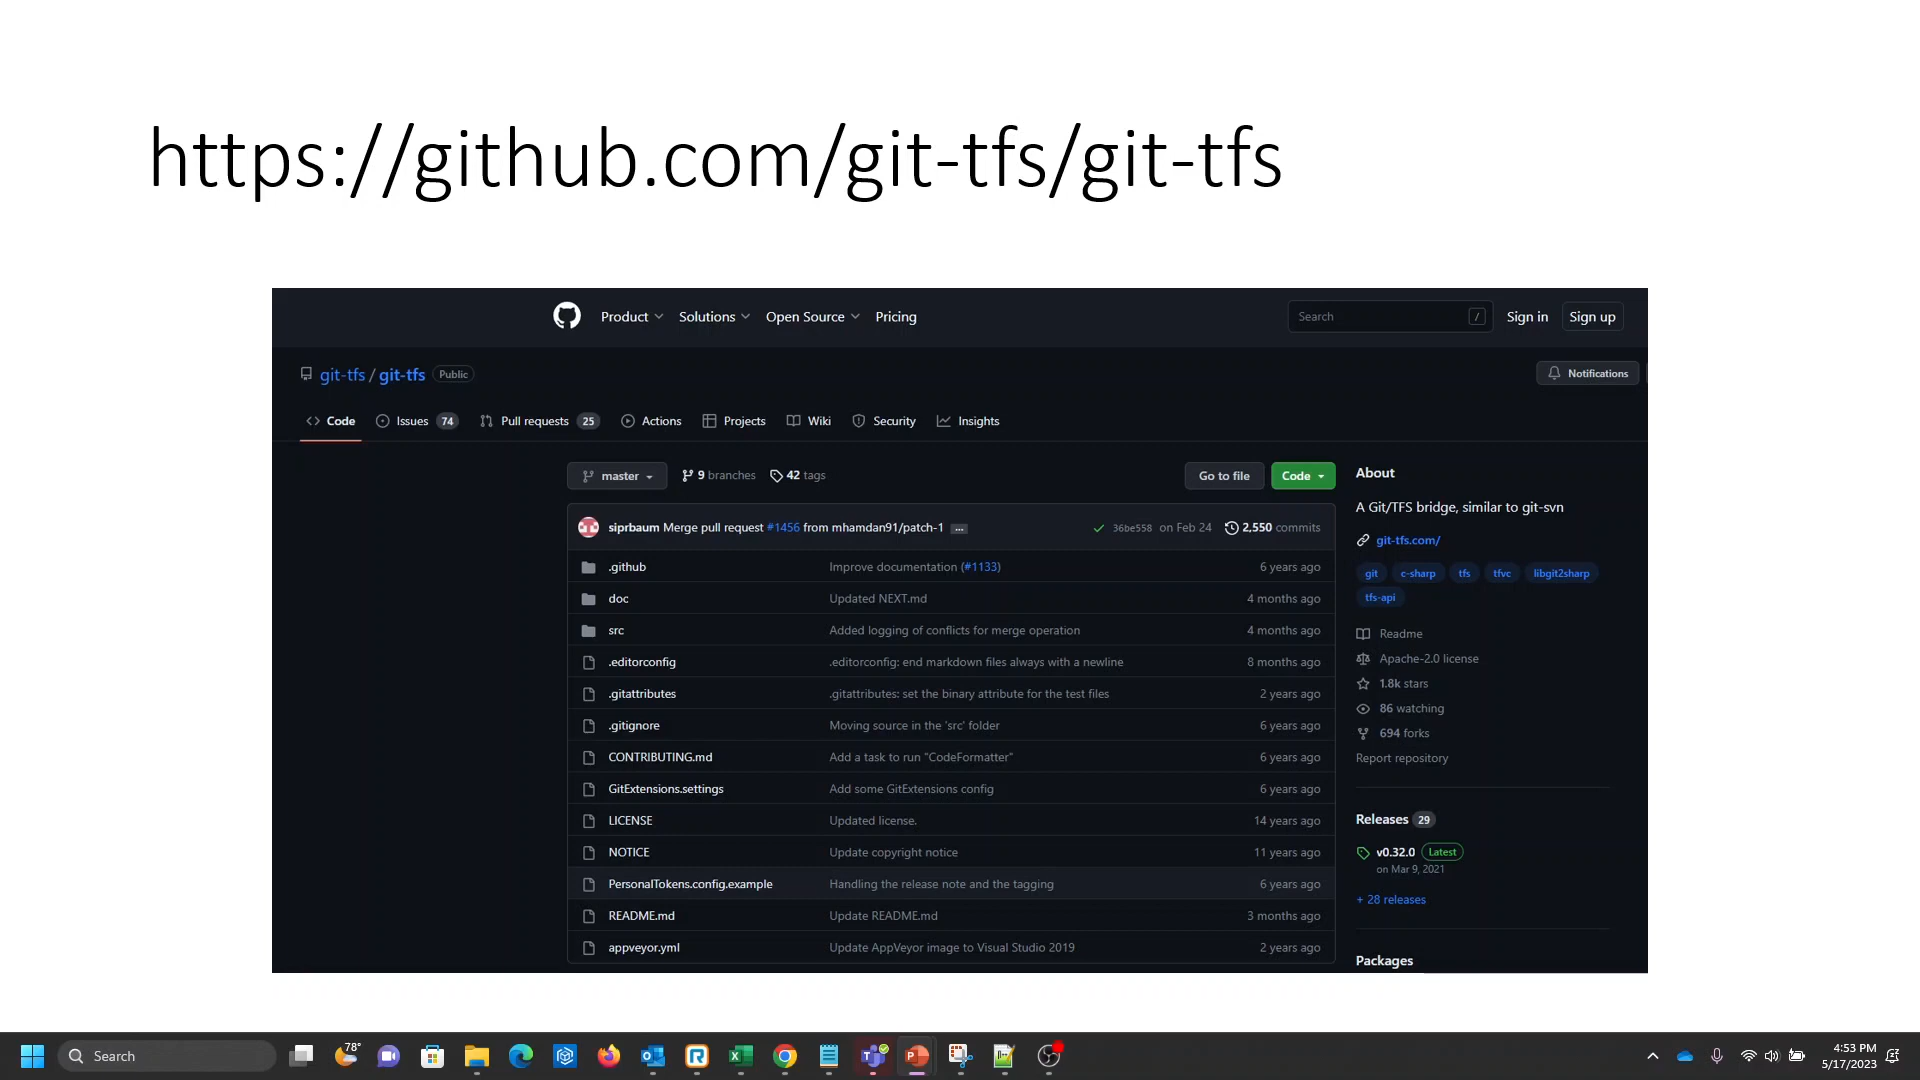 https://github.com/git-tfs/git-tfs
Product Solutions Open Source Pricing Search / Sign in Sign up
git-tfs / git-tfs Public Notifications
Code Issues 74 Pull requests 25 Actions Projects Wiki Security Insights
master 9 branches 42 tags Go to file Code
siprbaum Merge pull request #1456 from mhamdan91/patch-1 ... 36be558 on Feb 24 2,550 commits
.github Improve documentation (#1133) 6 years ago
doc Updated NEXT.md 4 months ago
src Added logging of conflicts for merge operation 4 months ago
.editorconfig .editorconfig: end markdown files always with a newline 8 months ago
.gitattributes .gitattributes: set the binary attribute for the test files 2 years ago
.gitignore Moving source in the 'src' folder 6 years ago
CONTRIBUTING.md Add a task to run "CodeFormatter" 6 years ago
GitExtensions.settings Add some GitExtensions config 6 years ago
LICENSE Updated license. 14 years ago
NOTICE Update copyright notice 11 years ago
PersonalTokens.config.example Handling the release note and the tagging 6 years ago
README.md Update README.md 3 months ago
appveyor.yml Update AppVeyor image to Visual Studio 2019 2 years ago
About
A Git/TFS bridge, similar to git-svn
git-tfs.com/
git c-sharp tfs tfvc libgit2sharp
tfs-api
Readme
Apache-2.0 license
1.8k stars
86 watching
694 forks
Report repository
Releases 29
v0.32.0 Latest
on Mar 9, 2021
+ 28 releases
Packages
Search 78° 4:53 PM
5/17/2023